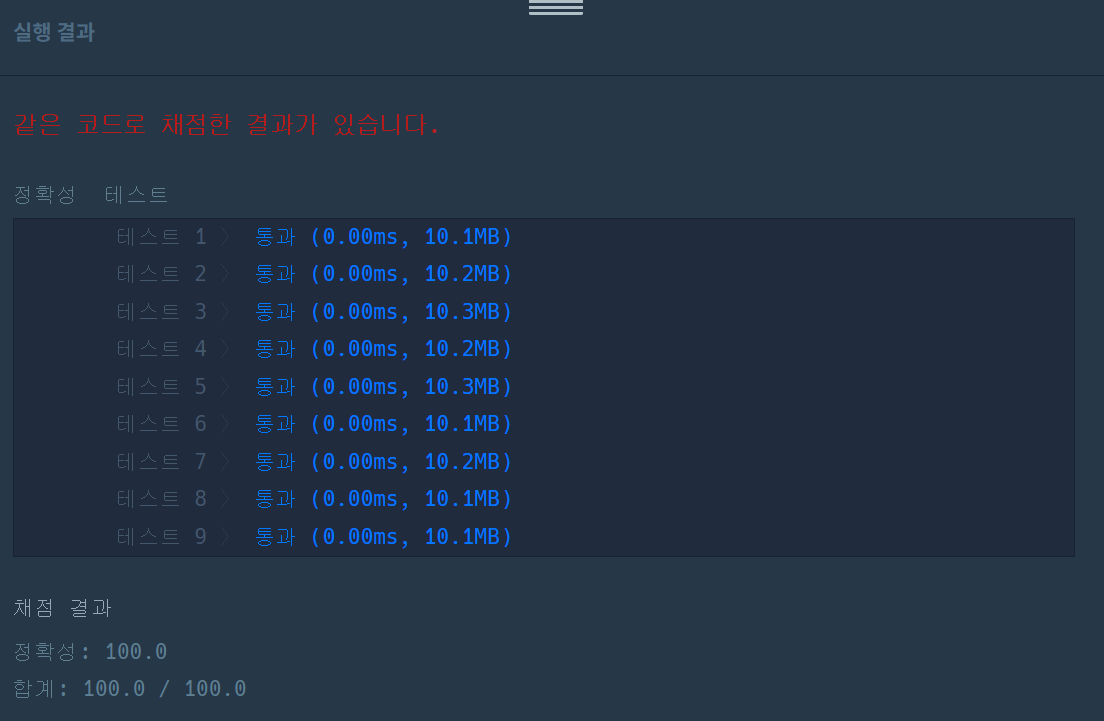 실행 결과
같은 코드로 채점한 결과가 있습니다.
정확성 테스트
테스트 1 〉 통과 (0.00ms, 10.1MB)
테스트 2 〉 통과 (0.00ms, 10.2MB)
테스트 3 〉 통과 (0.00ms, 10.3MB)
테스트 4 〉 통과 (0.00ms, 10.2MB)
테스트 5 〉 통과 (0.00ms, 10.3MB)
테스트 6 〉 통과 (0.00ms, 10.1MB)
테스트 7 〉 통과 (0.00ms, 10.2MB)
테스트 8 〉 통과 (0.00ms, 10.1MB)
테스트 9 〉 통과 (0.00ms, 10.1MB)
채점 결과
정확성: 100.0
합계: 100.0 / 100.0